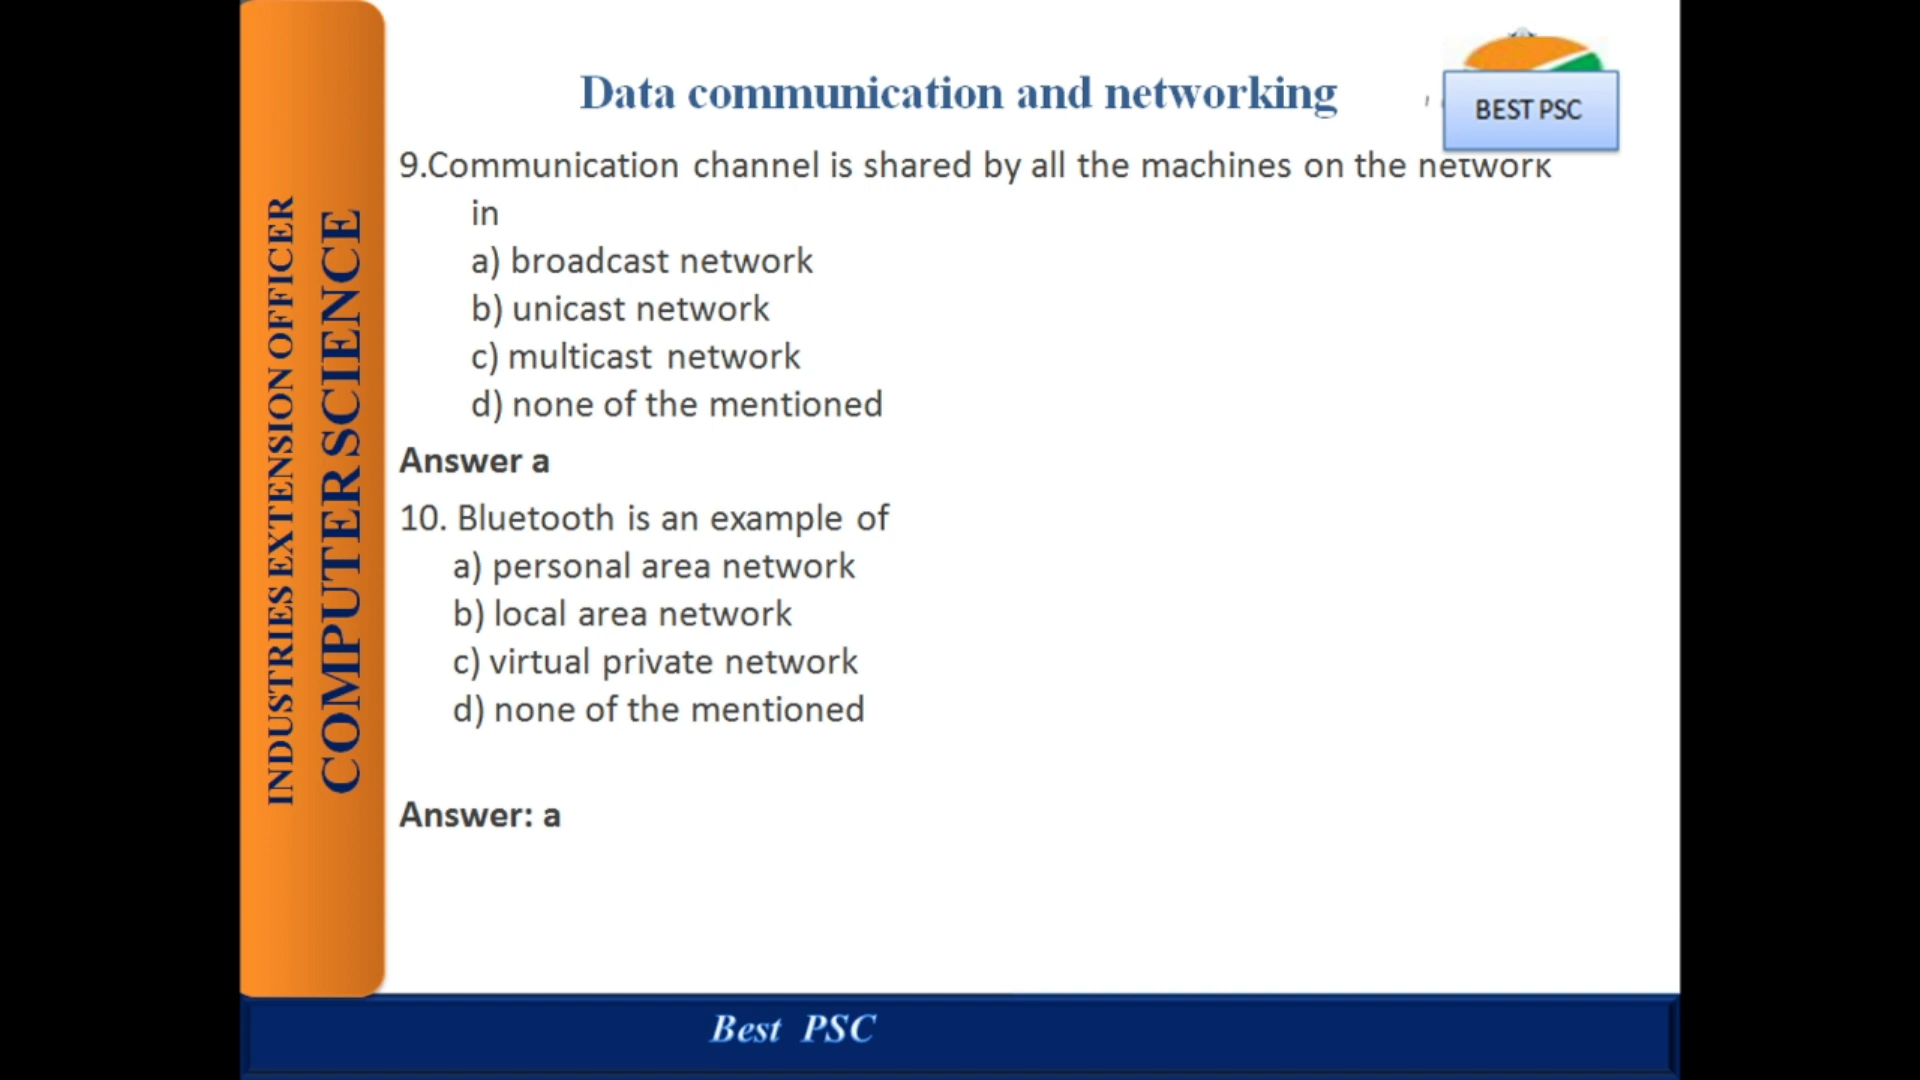 Data communication and networking
BEST PSC
9.Communication channel is shared by all the machines on the network
in
a) broadcast network
b) unicast network
c) multicast network
d) none of the mentioned
Answer a
10. Bluetooth is an example of
a) personal area network
b) local area network
c) virtual private network
d) none of the mentioned
Answer: a
INDUSTRIES EXTENSION OFFICER
COMPUTER SCIENCE
Best PSC